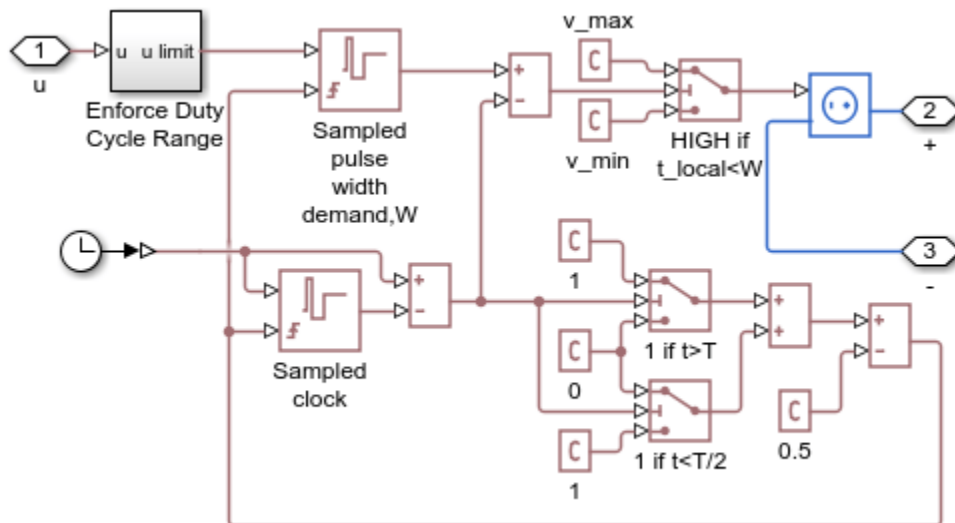 1
u
u
u limit
Enforce Duty
Cycle Range
Sampled
pulse
width
demand,W
+
-
v_max
C
C
v_min
HIGH if
t_local<W
2
+
3
-
Sampled
clock
+
-
C
1
C
0
C
1
1 if t>T
1 if t<T/2
+
+
C
0.5
+
-